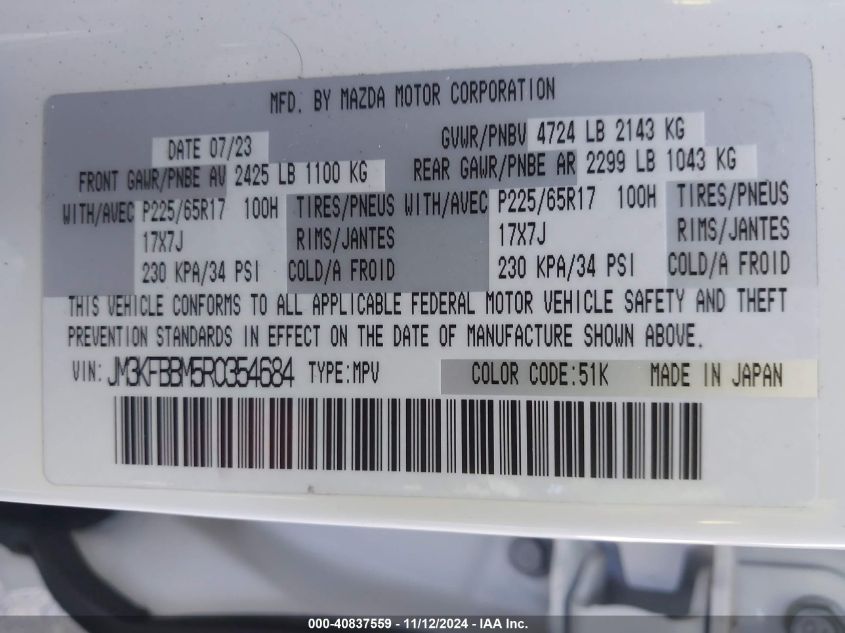 MFD. BY MAZDA MOTOR CORPORATION
DATE 07/23 GVWR/PNBV 4724 LB 2143 KG
FRONT GAWR/PNBE AV 2425 LB 1100 KG REAR GAWR/PNBE AR 2299 LB 1043 KG
WITH/AVEC P225/65R17 100H TIRES/PNEUS WITH/AVEC P225/65R17 100H TIRES/PNEUS
17X7J RIMS/JANTES 17X7J RIMS/JANTES
230 KPA/34 PSI COLD/A FROID 230 KPA/34 PSI COLD/A FROID
THIS VEHICLE CONFORMS TO ALL APPLICABLE FEDERAL MOTOR VEHICLE SAFETY AND THEFT
PREVENTION STANDARDS IN EFFECT ON THE DATE OF MANUFACTURE SHOWN ABOVE.
VIN: JM3KFBBM5R0354684 TYPE:MPV COLOR CODE:51K MADE IN JAPAN
000-40837559 - 11/12/2024 - IAA Inc.